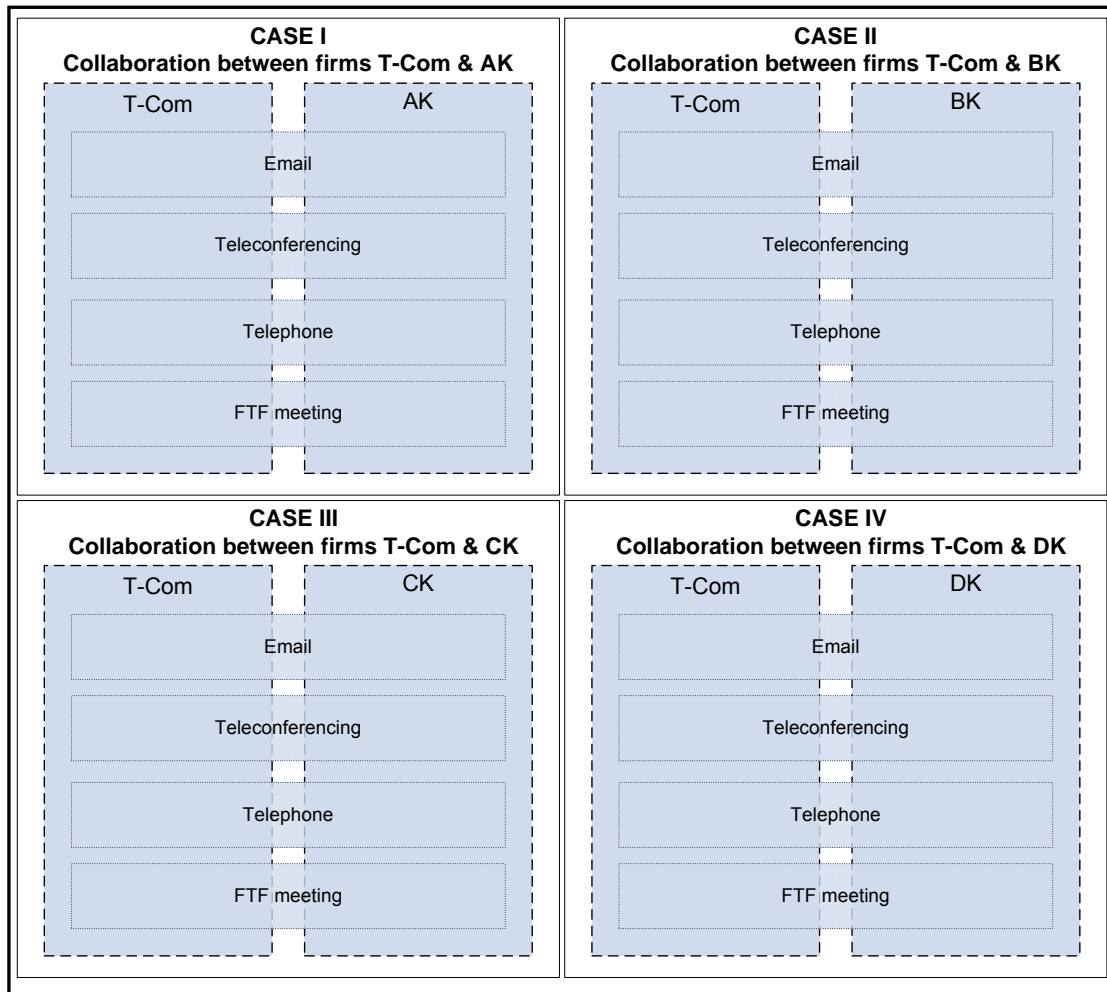 CASE I
Collaboration between firms T-Com & AK
T-Com
AK
Email
Teleconferencing
Telephone
FTF meeting
CASE II
Collaboration between firms T-Com & BK
T-Com
BK
Email
Teleconferencing
Telephone
FTF meeting
CASE III
Collaboration between firms T-Com & CK
T-Com
CK
Email
Teleconferencing
Telephone
FTF meeting
CASE IV
Collaboration between firms T-Com & DK
T-Com
DK
Email
Teleconferencing
Telephone
FTF meeting